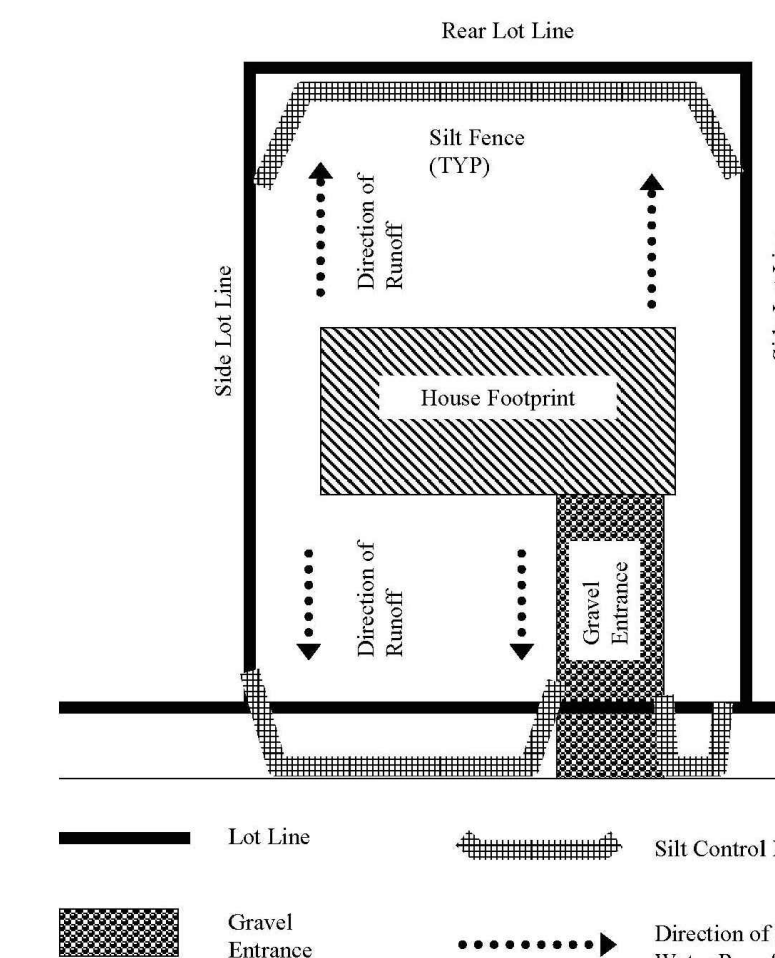 Rear Lot Line
Silt Fence
(TYP)
Direction of
Runoff
Side Lot Line
House Footprint
Direction of
Runoff
Gravel
Entrance
Lot Line
Silt Control
Gravel
Entrance
Direction of